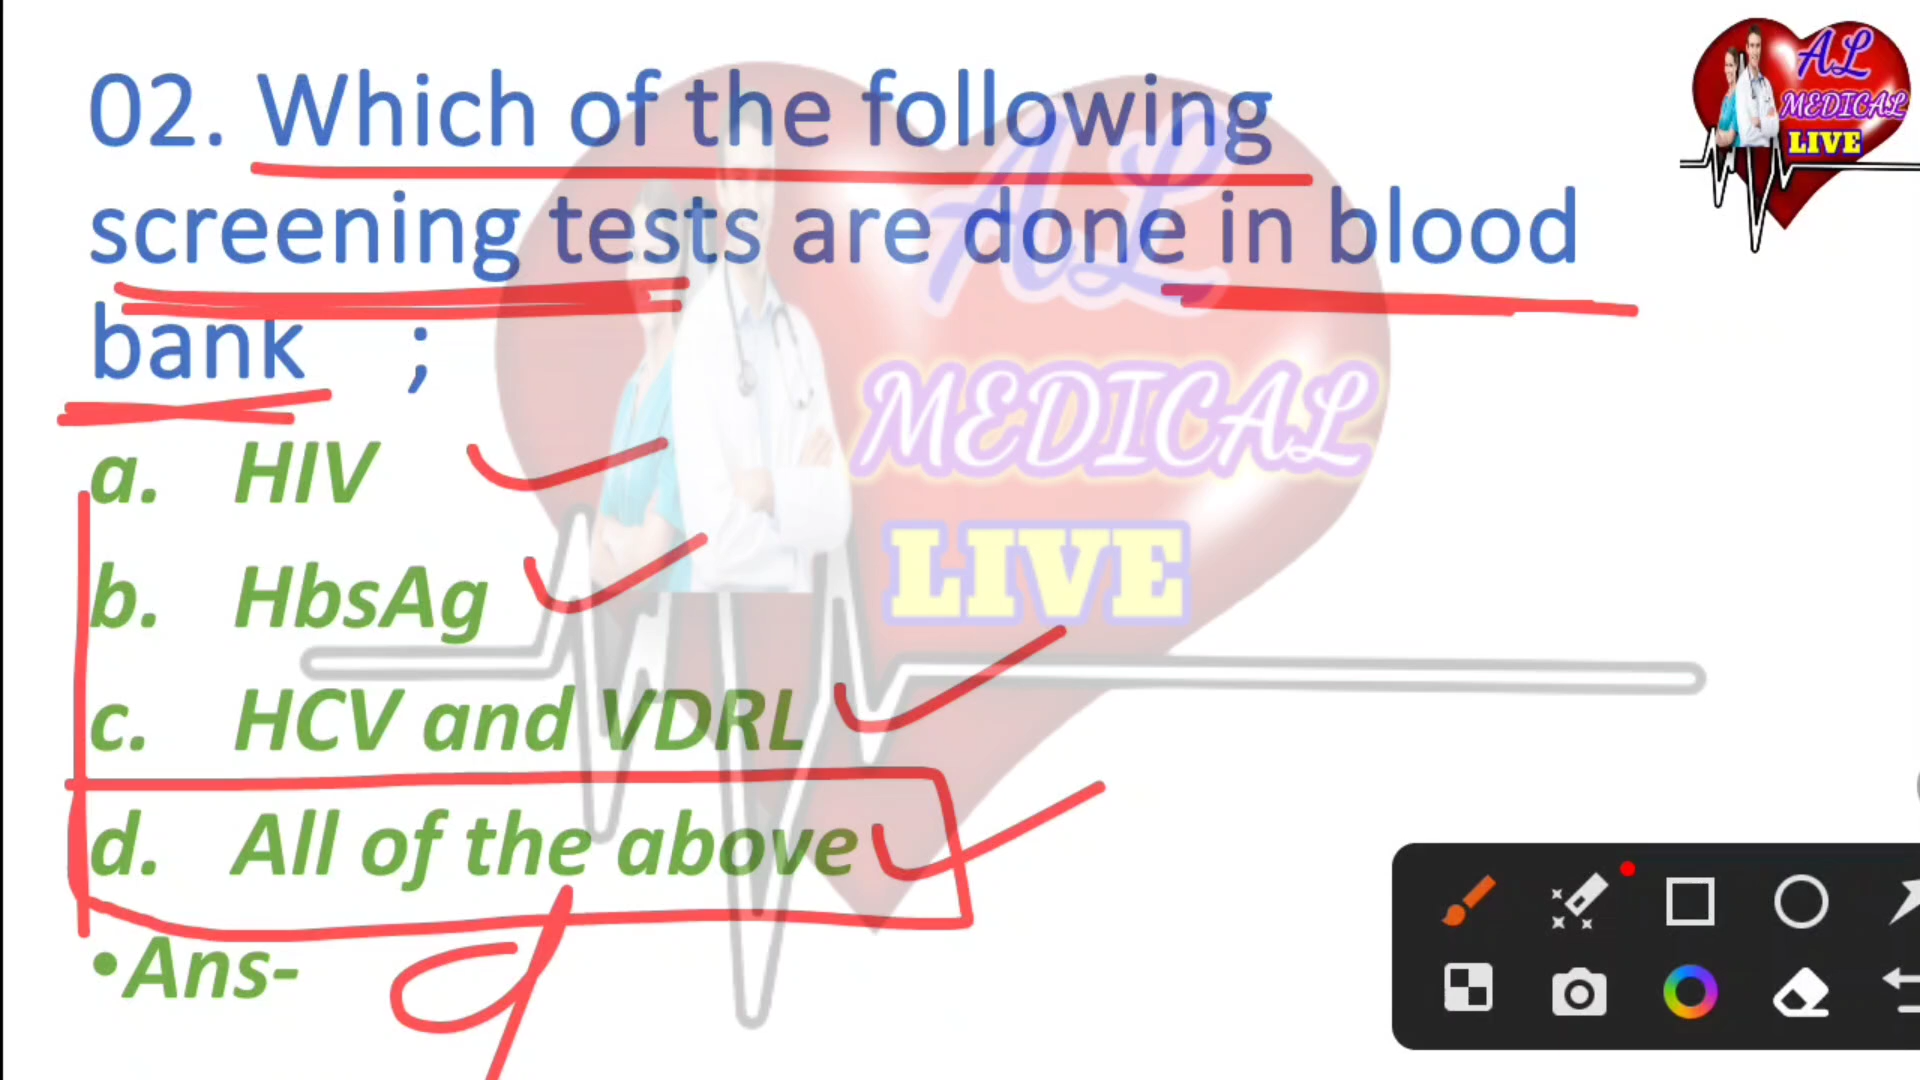 02. Which of the following
screening tests are done in blood
bank ;
a. HIV
b. HbsAg
c. HCV and VDRL
d. All of the above
•Ans- d
AL
MEDICAL
LIVE
AL
MEDICAL
LIVE